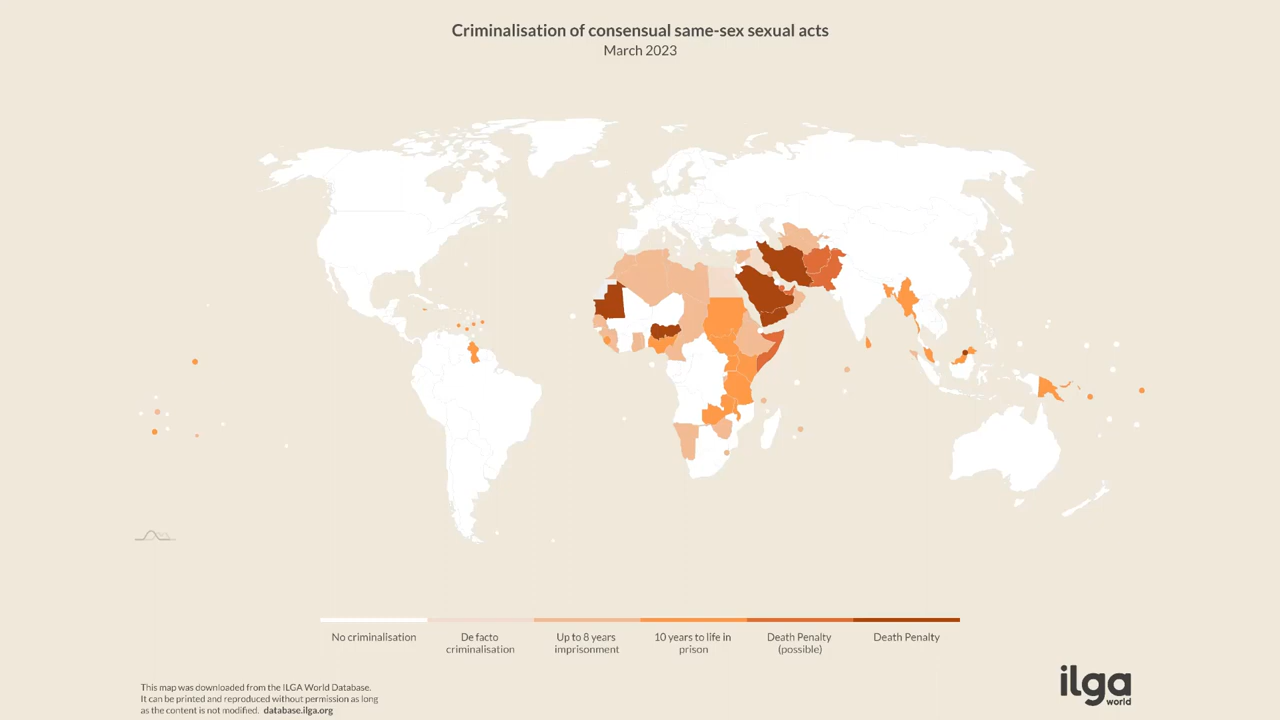 Criminalisation of consensual same-sex sexual acts
March 2023
No criminalisation
De facto
criminalisation
Up to 8 years
imprisonment
10 years to life in
prison
Death Penalty
(possible)
Death Penalty
This map was downloaded from the ILGA World Database.
It can be printed and reproduced without permission as long
as the content is not modified. database.ilga.org
ilga
world